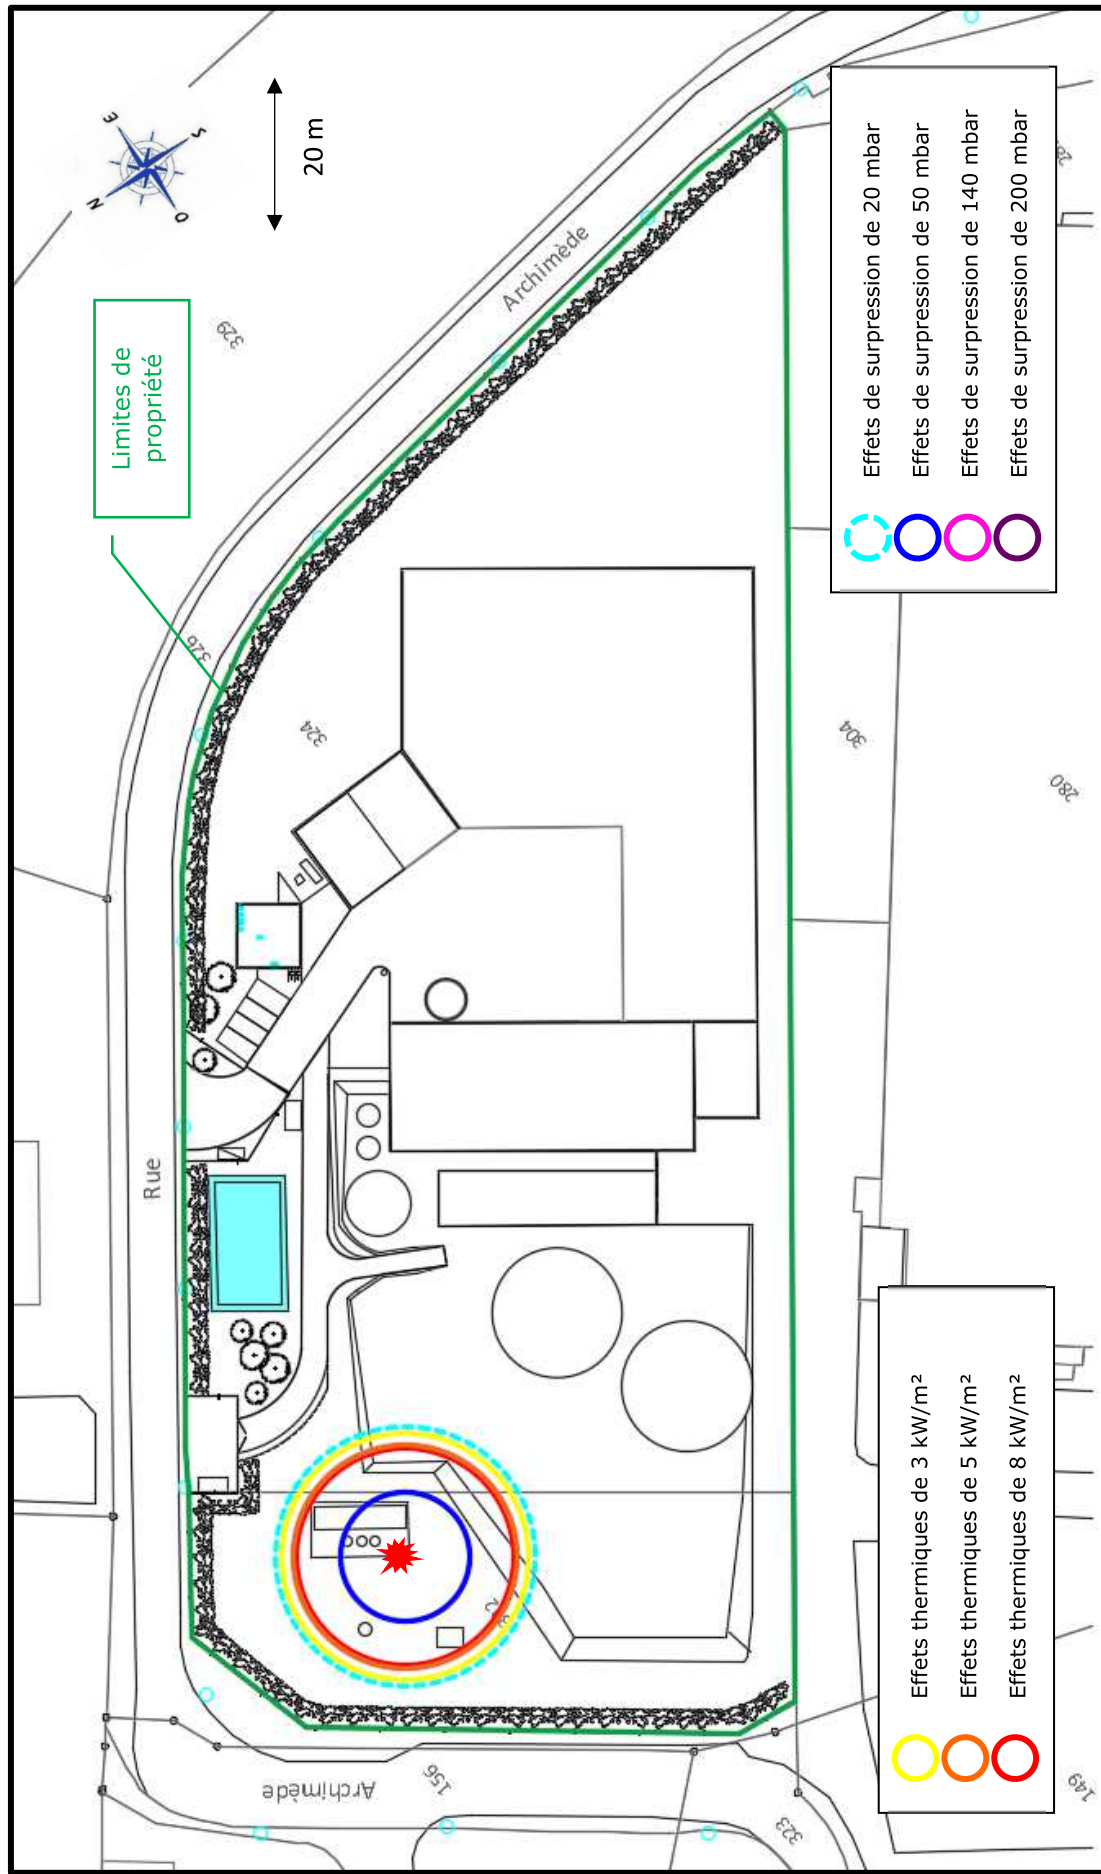 N
E
S
O
20 m
Limites de
propriété
329
Archimède
326
324
304
280
Rue
Archimède
156
323
149
Effets de surpression de 20 mbar
Effets de surpression de 50 mbar
Effets de surpression de 140 mbar
Effets de surpression de 200 mbar
Effets thermiques de 3 kW/m²
Effets thermiques de 5 kW/m²
Effets thermiques de 8 kW/m²